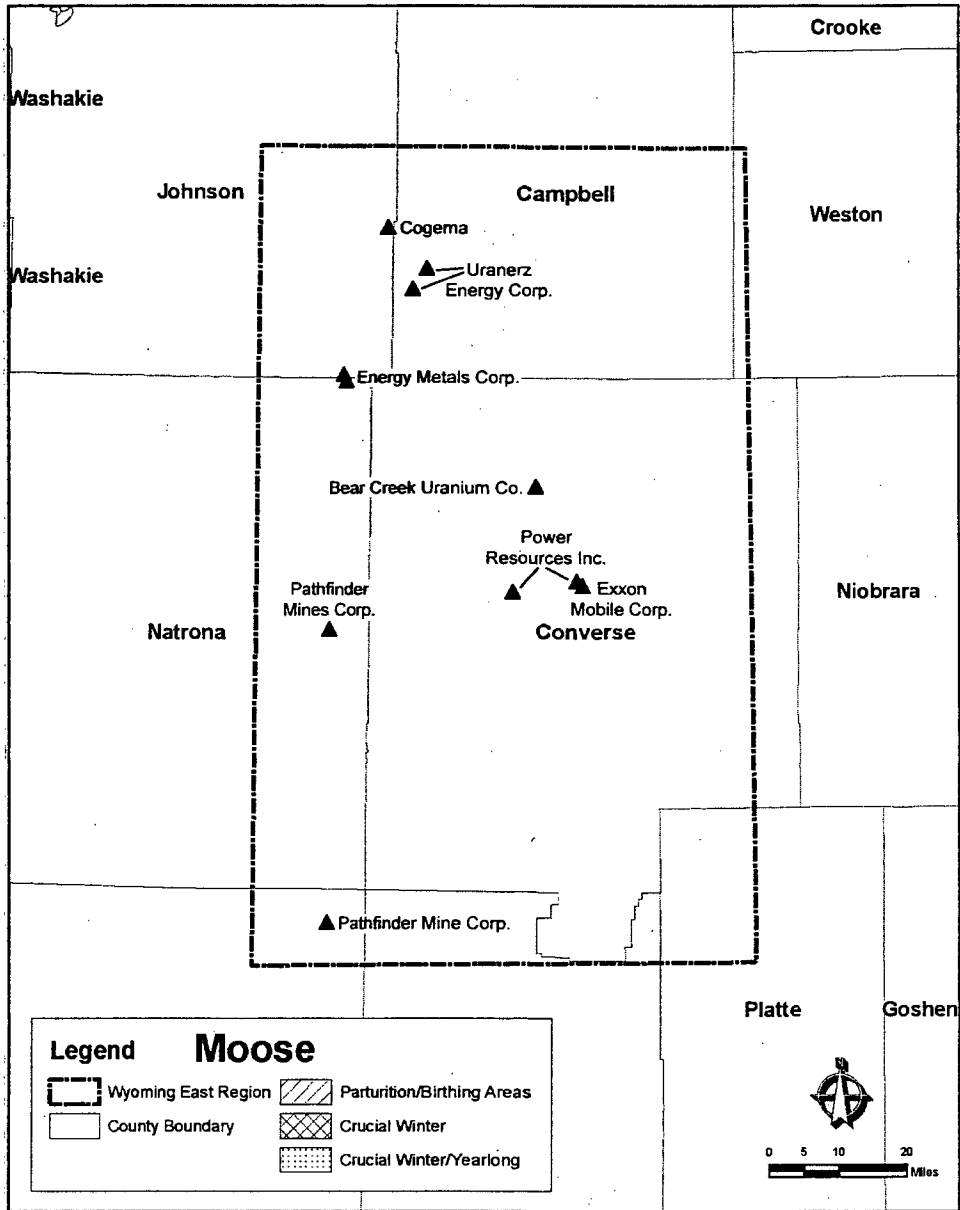 Crooke
Washakie
Johnson
Campbell
Weston
Cogema
Washakie
Uranerz
Energy Corp.
Energy Metals Corp.
Bear Creek Uranium Co.
Power
Resources Inc.
Pathfinder
Mines Corp.
Exxon
Mobile Corp.
Niobrara
Natrona
Converse
Pathfinder Mine Corp.
Platte
Goshen
Legend
Moose
Wyoming East Region
Parturition/Birthing Areas
County Boundary
Crucial Winter
Crucial Winter/Yearlong
N
0 5 10 20
Miles